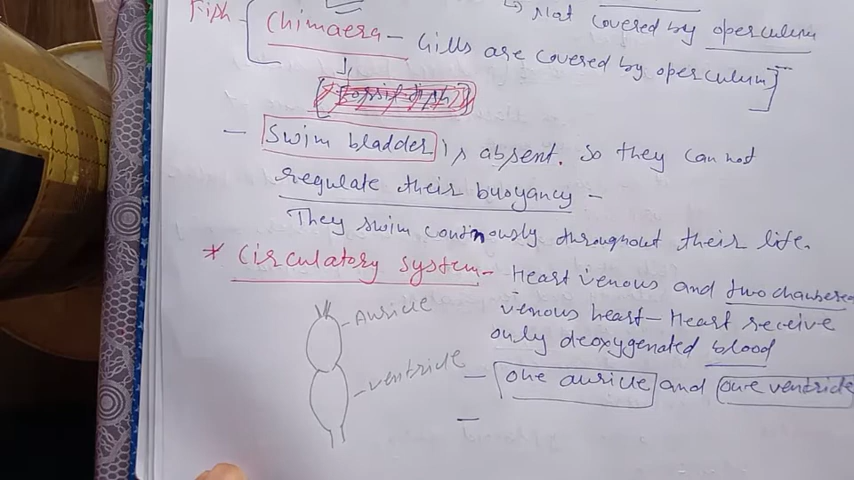 ↳ Not covered by operculum
Fish - Chimaera - Gills are covered by operculum]
- Swim bladder is absent. so they can not
regulate their buoyancy -
They swim continously throughout their life.
* Circulatory system - Heart venous and two chambered
venous heart - Heart receive
only deoxygenated blood
- one auricle and one ventricle
-
Auricle
ventricle